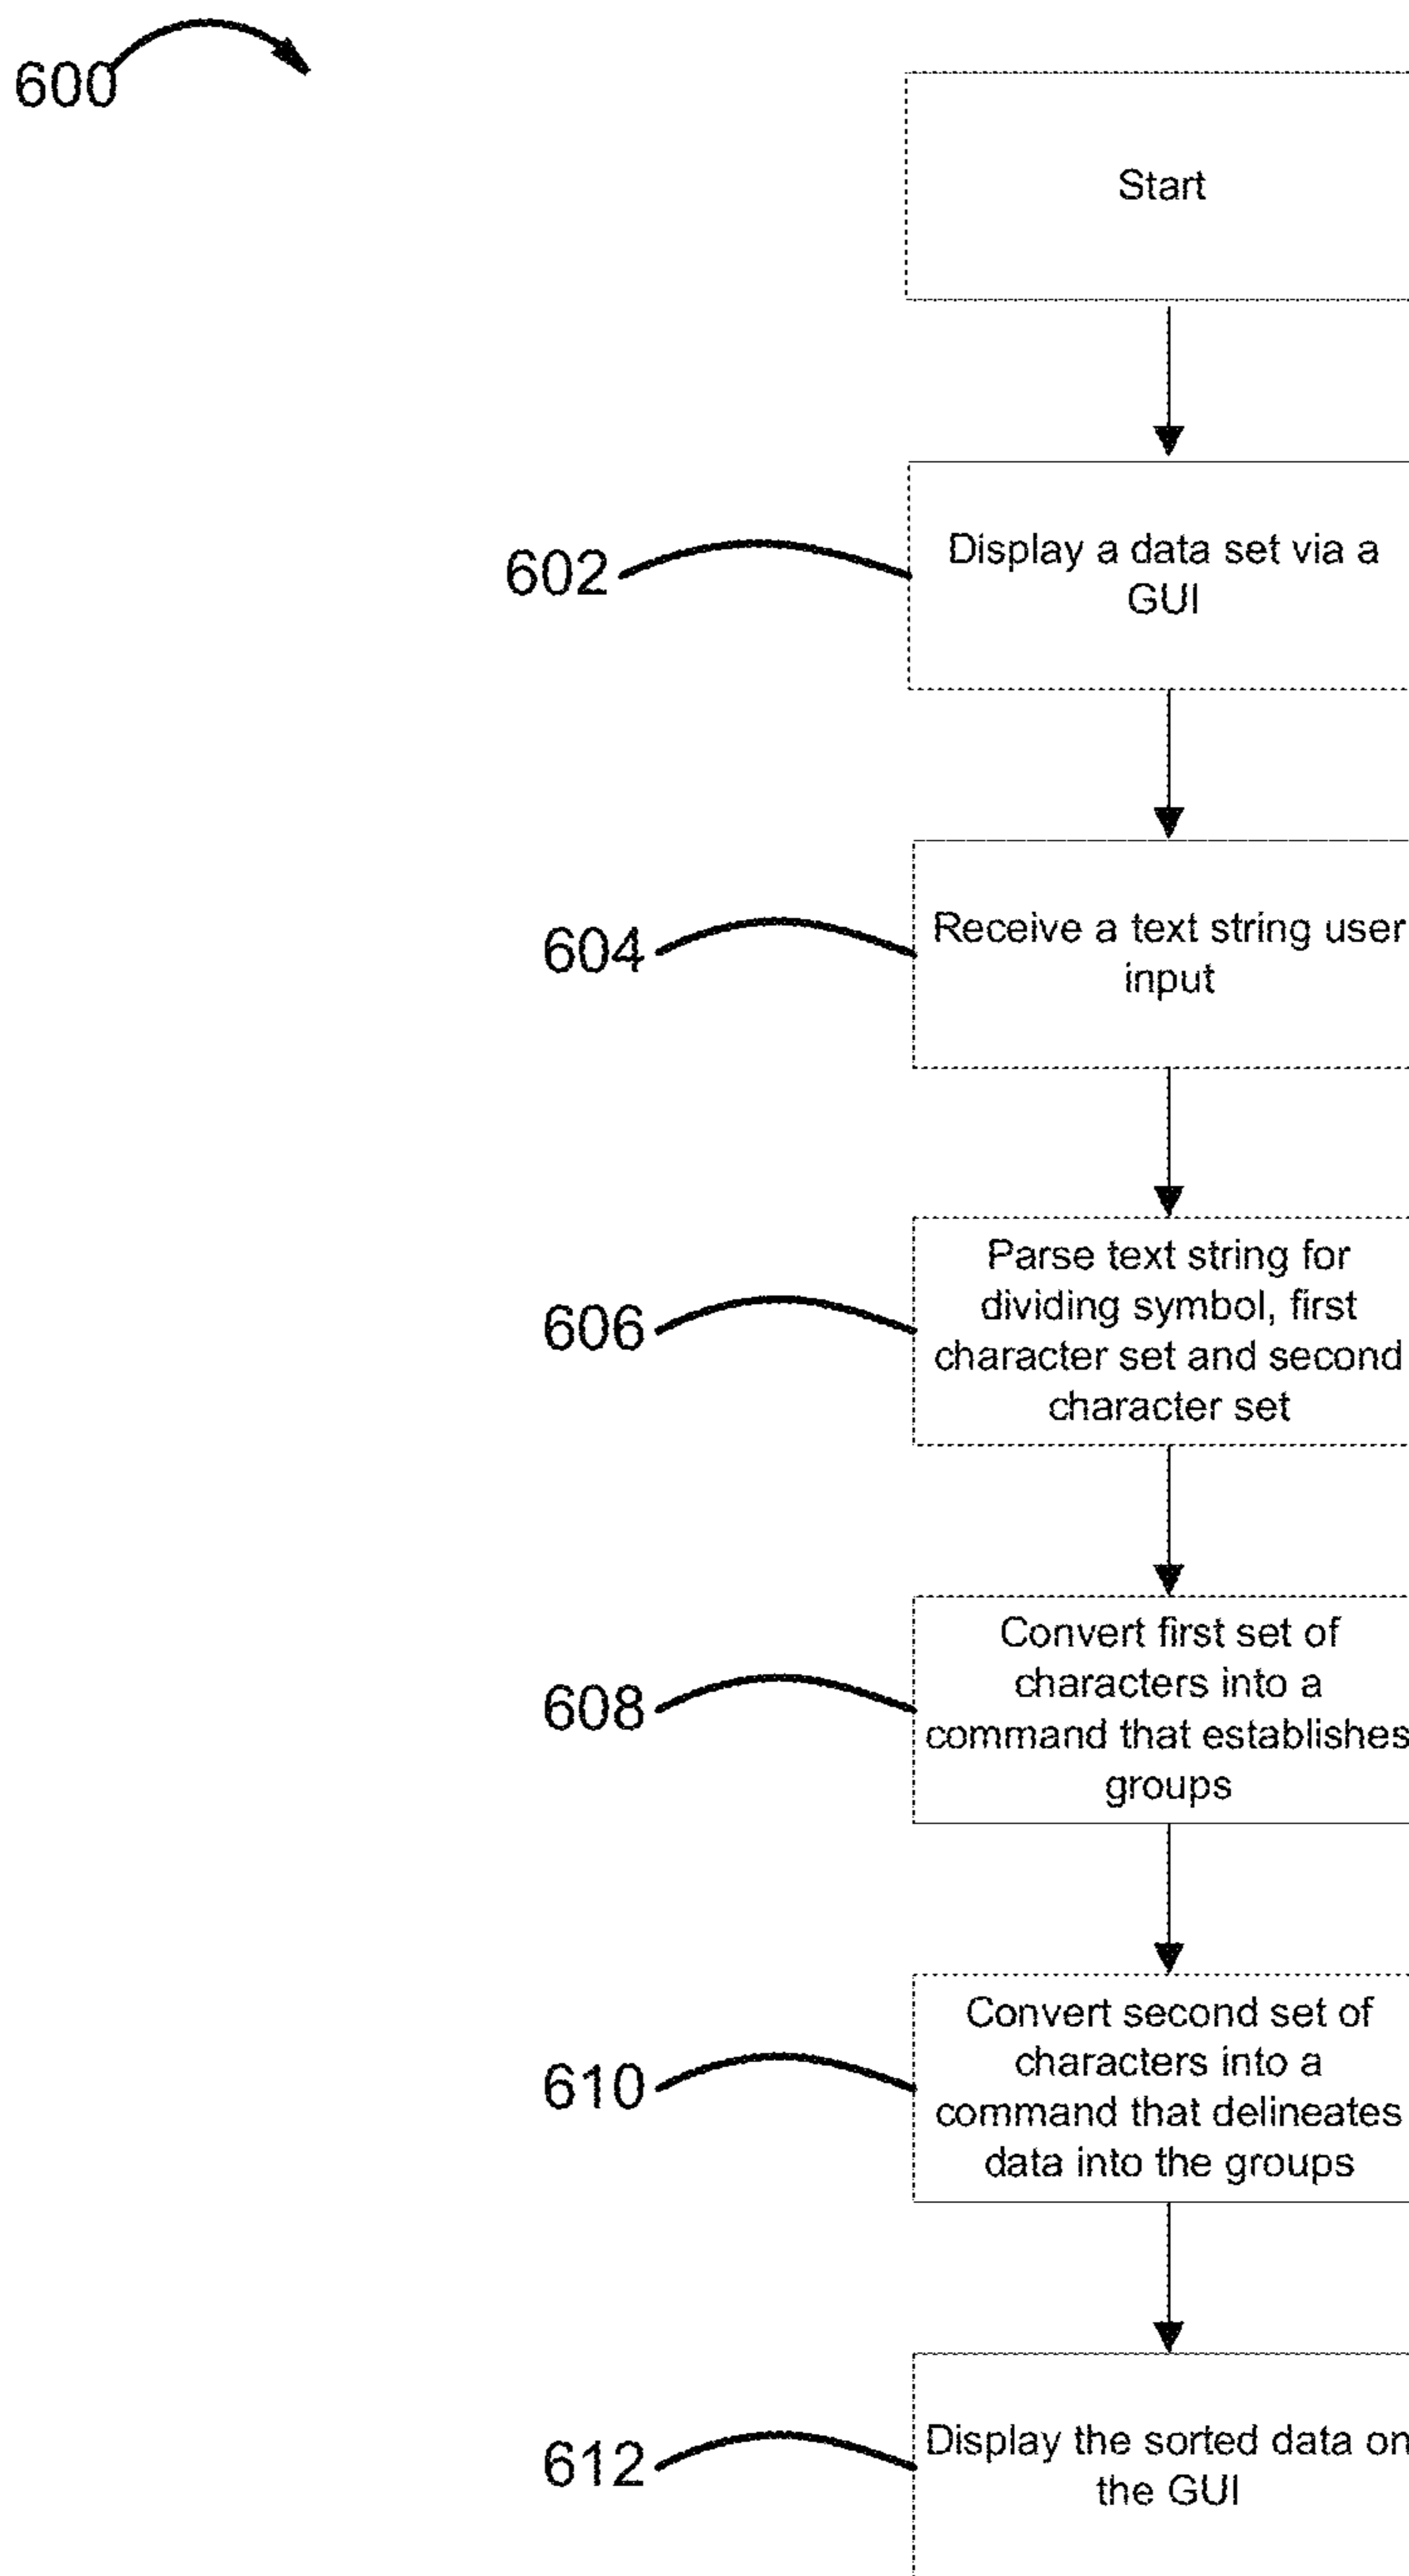 600
Start
602
Display a data set via a
GUI
604
Receive a text string user
input
606
Parse text string for
dividing symbol, first
character set and second
character set
608
Convert first set of
characters into a
command that establishes
groups
610
Convert second set of
characters into a
command that delineates
data into the groups
612
Display the sorted data on
the GUI